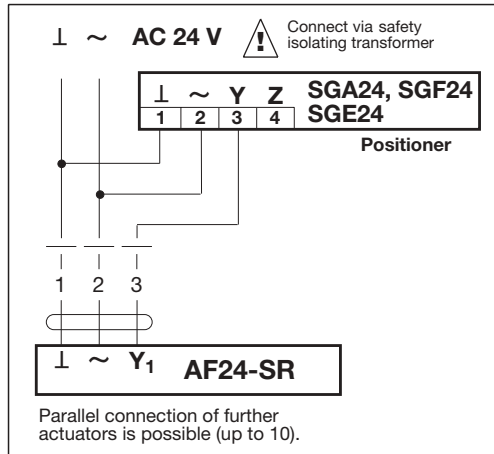 ⊥ ~ AC 24 V
Connect via safety
isolating transformer
!
⊥ ~ Y Z
1 2 3 4
SGA24, SGF24
SGE24
Positioner
1 2 3
⊥ ~ Y₁ AF24-SR
Parallel connection of further
actuators is possible (up to 10).